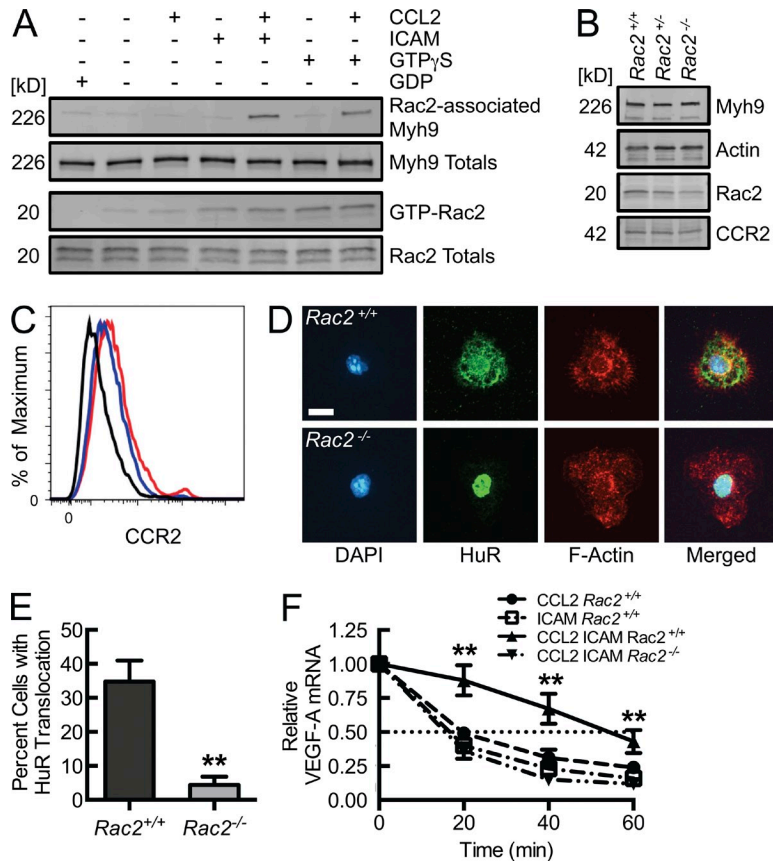 A
- - + - + - + CCL2
- - - + + - - ICAM
- - - - - + + GTPγS
+ - - - - - - GDP
[kD]
226 Rac2-associated
Myh9
226 Myh9 Totals
20 GTP-Rac2
20 Rac2 Totals
B
Rac2+/+ Rac2+/- Rac2-/-
[kD]
226 Myh9
42 Actin
20 Rac2
42 CCR2
C
% of Maximum
0
0
CCR2
D
Rac2+/+
Rac2-/-
DAPI HuR F-Actin Merged
E
Percent Cells with
HuR Translocation
50
40
30
20
10
0
**
Rac2+/+ Rac2-/-
F
CCL2 Rac2+/+
ICAM Rac2+/+
CCL2 ICAM Rac2+/+
CCL2 ICAM Rac2-/-
Relative
VEGF-A mRNA
1.25
1.00
0.75
0.50
0.25
0.00
** ** **
0 20 40 60
Time (min)